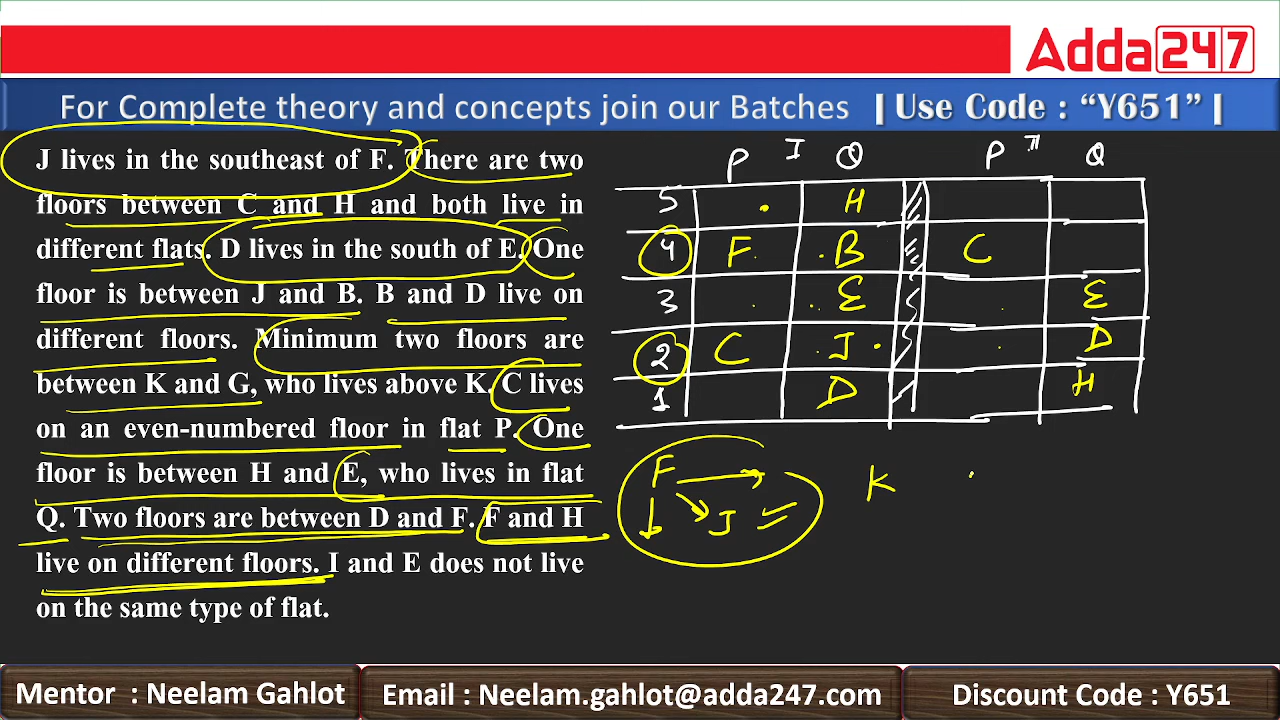 Adda247
For Complete theory and concepts join our Batches [ Use Code : “Y651” ]
J lives in the southeast of F. There are two
floors between C and H and both live in
different flats. D lives in the south of E. One
floor is between J and B. B and D live on
different floors. Minimum two floors are
between K and G, who lives above K. C lives
on an even-numbered floor in flat P. One
floor is between H and E, who lives in flat
Q. Two floors are between D and F. F and H
live on different floors. I and E does not live
on the same type of flat.
P I Q P II Q
5 H
4 F B C
3 E E
2 C J D
1 D H
F
J
K
Mentor : Neelam Gahlot
Email : Neelam.gahlot@adda247.com
Discount Code : Y651